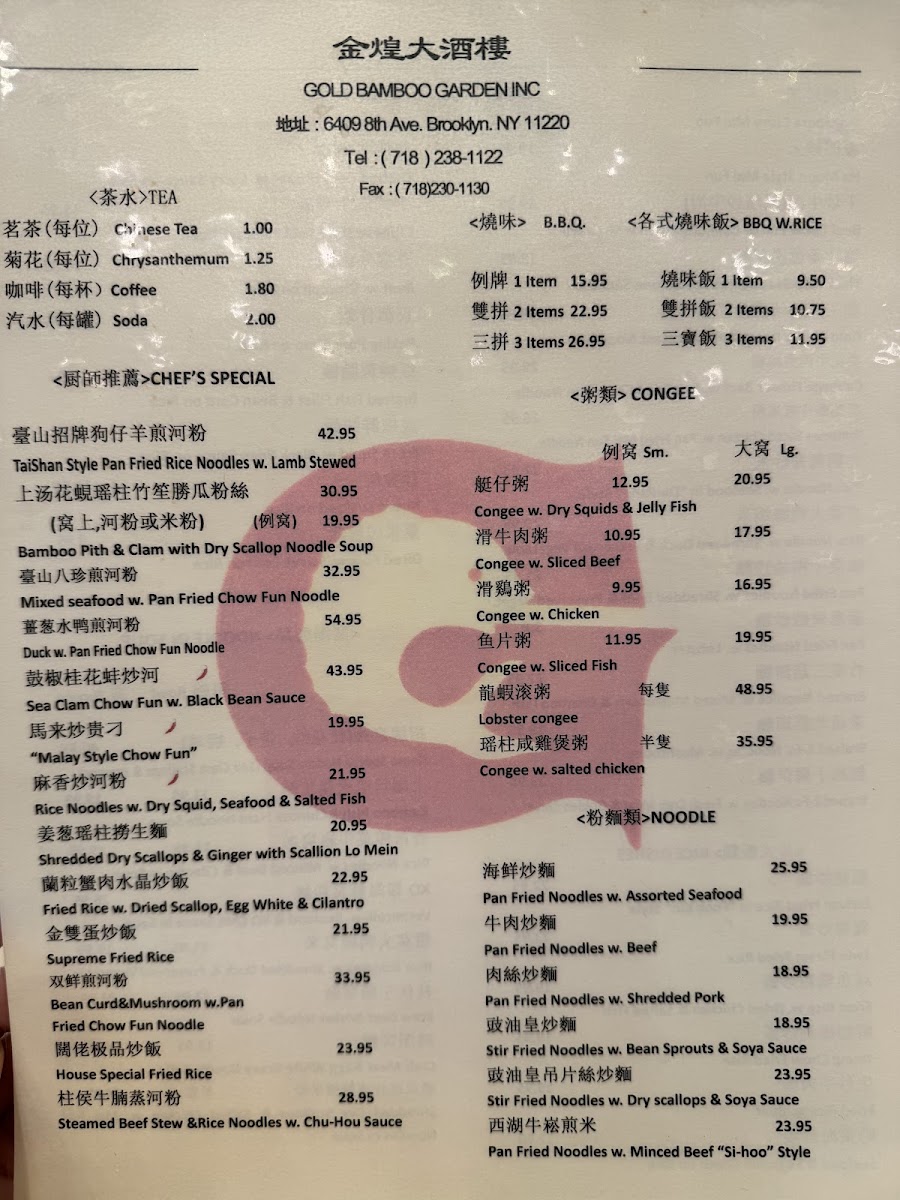 金煌大酒樓
GOLD BAMBOO GARDEN INC
地址 : 6409 8th Ave. Brooklyn. NY 11220
Tel : ( 718 ) 238-1122
Fax : ( 718)230-1130
<茶水>TEA
茗茶(每位) Chinese Tea 1.00
菊花(每位) Chrysanthemum 1.25
咖啡(每杯) Coffee 1.80
汽水(每罐) Soda 2.00
<厨師推薦>CHEF'S SPECIAL
臺山招牌狗仔羊煎河粉 42.95
TaiShan Style Pan Fried Rice Noodles w. Lamb Stewed
上汤花蜆瑶柱竹笙勝瓜粉絲 30.95
(窝上,河粉或米粉) (例窝) 19.95
Bamboo Pith & Clam with Dry Scallop Noodle Soup
臺山八珍煎河粉 32.95
Mixed seafood w. Pan Fried Chow Fun Noodle
薑葱水鸭煎河粉 54.95
Duck w. Pan Fried Chow Fun Noodle
鼓椒桂花蚌炒河 43.95
Sea Clam Chow Fun w. Black Bean Sauce
馬来炒贵刁 19.95
“Malay Style Chow Fun”
麻香炒河粉 21.95
Rice Noodles w. Dry Squid, Seafood & Salted Fish
姜葱瑶柱撈生麵 20.95
Shredded Dry Scallops & Ginger with Scallion Lo Mein
蘭粒蟹肉水晶炒飯 22.95
Fried Rice w. Dried Scallop, Egg White & Cilantro
金雙蛋炒飯 21.95
Supreme Fried Rice
双鲜煎河粉 33.95
Bean Curd&Mushroom w.Pan
Fried Chow Fun Noodle
闊佬极品炒飯 23.95
House Special Fried Rice
柱侯牛腩蒸河粉 28.95
Steamed Beef Stew &Rice Noodles w. Chu-Hou Sauce
<燒味> B.B.Q.
例牌 1 Item 15.95
雙拼 2 Items 22.95
三拼 3 Items 26.95
<各式燒味飯> BBQ W.RICE
燒味飯 1 Item 9.50
雙拼飯 2 Items 10.75
三寶飯 3 Items 11.95
<粥類> CONGEE
例窝 Sm. 大窝 Lg.
艇仔粥 12.95 20.95
Congee w. Dry Squids & Jelly Fish
滑牛肉粥 10.95 17.95
Congee w. Sliced Beef
滑鷄粥 9.95 16.95
Congee w. Chicken
鱼片粥 11.95 19.95
Congee w. Sliced Fish
龍蝦滚粥 每隻 48.95
Lobster congee
瑶柱咸雞煲粥 半隻 35.95
Congee w. salted chicken
<粉麵類>NOODLE
海鲜炒麵 25.95
Pan Fried Noodles w. Assorted Seafood
牛肉炒麵 19.95
Pan Fried Noodles w. Beef
肉絲炒麵 18.95
Pan Fried Noodles w. Shredded Pork
豉油皇炒麵 18.95
Stir Fried Noodles w. Bean Sprouts & Soya Sauce
豉油皇吊片絲炒麵 23.95
Stir Fried Noodles w. Dry scallops & Soya Sauce
西湖牛崧煎米 23.95
Pan Fried Noodles w. Minced Beef “Si-hoo” Style